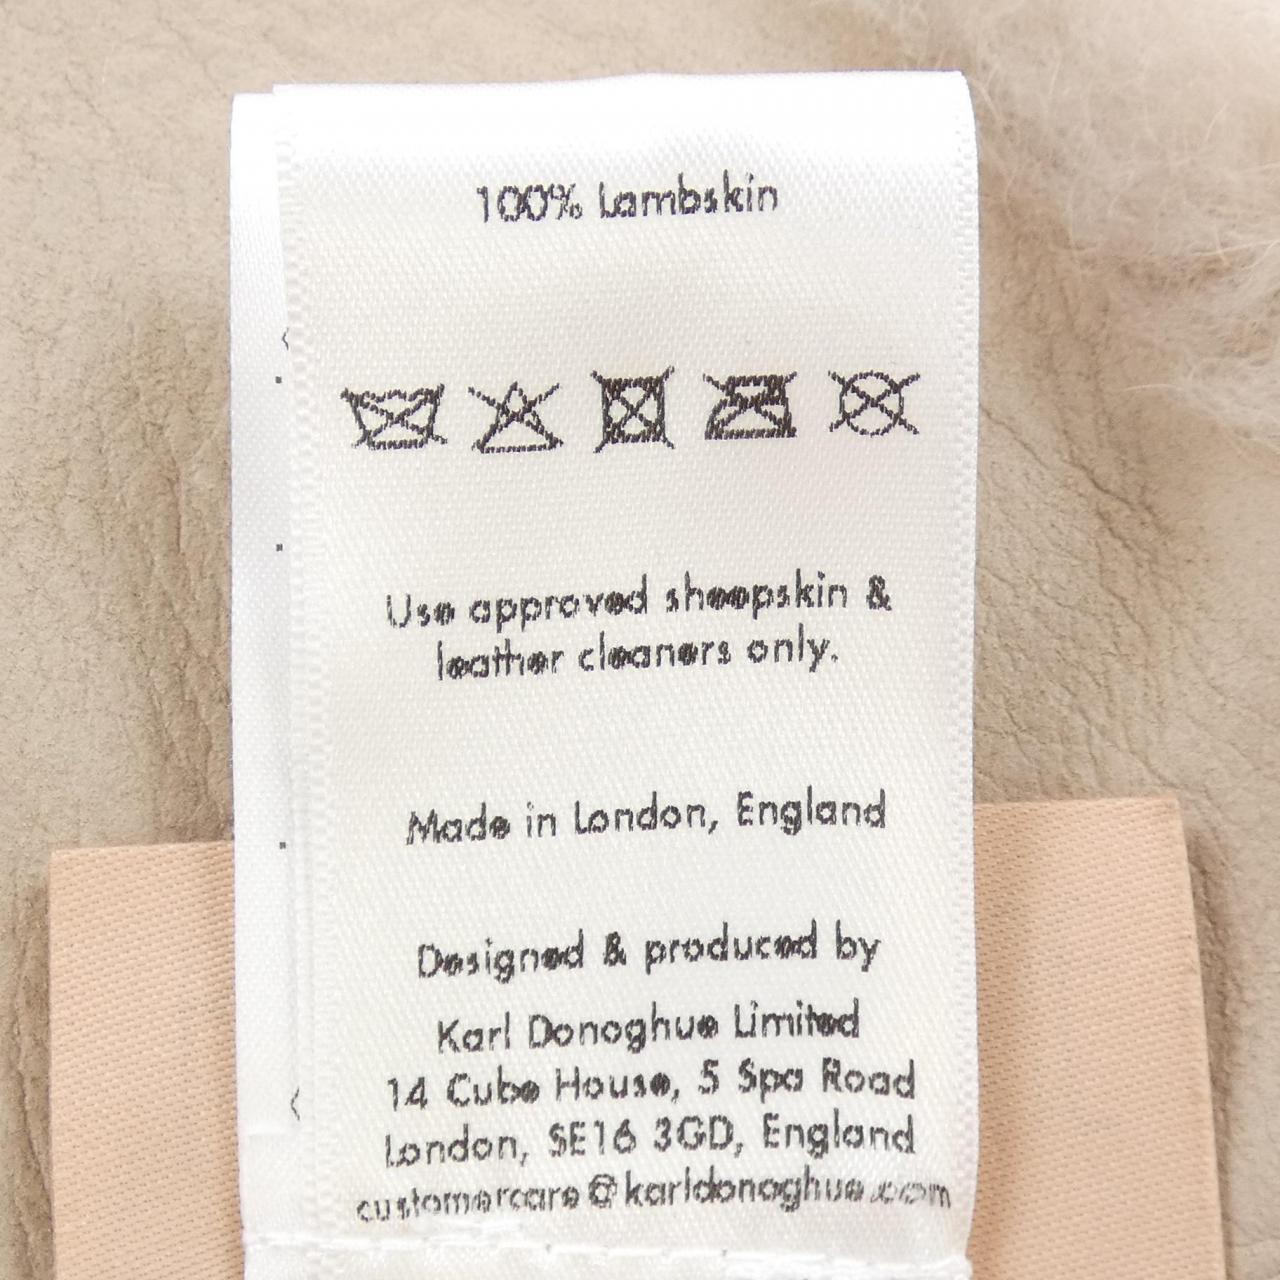 100% Lambskin
Use approved sheepskin &
leather cleaners only.
Made in London, England
Designed & produced by
Karl Donoghue Limited
14 Cube House, 5 Spa Road
London, SE16 3GD, England
customercare@karldonoghue.com